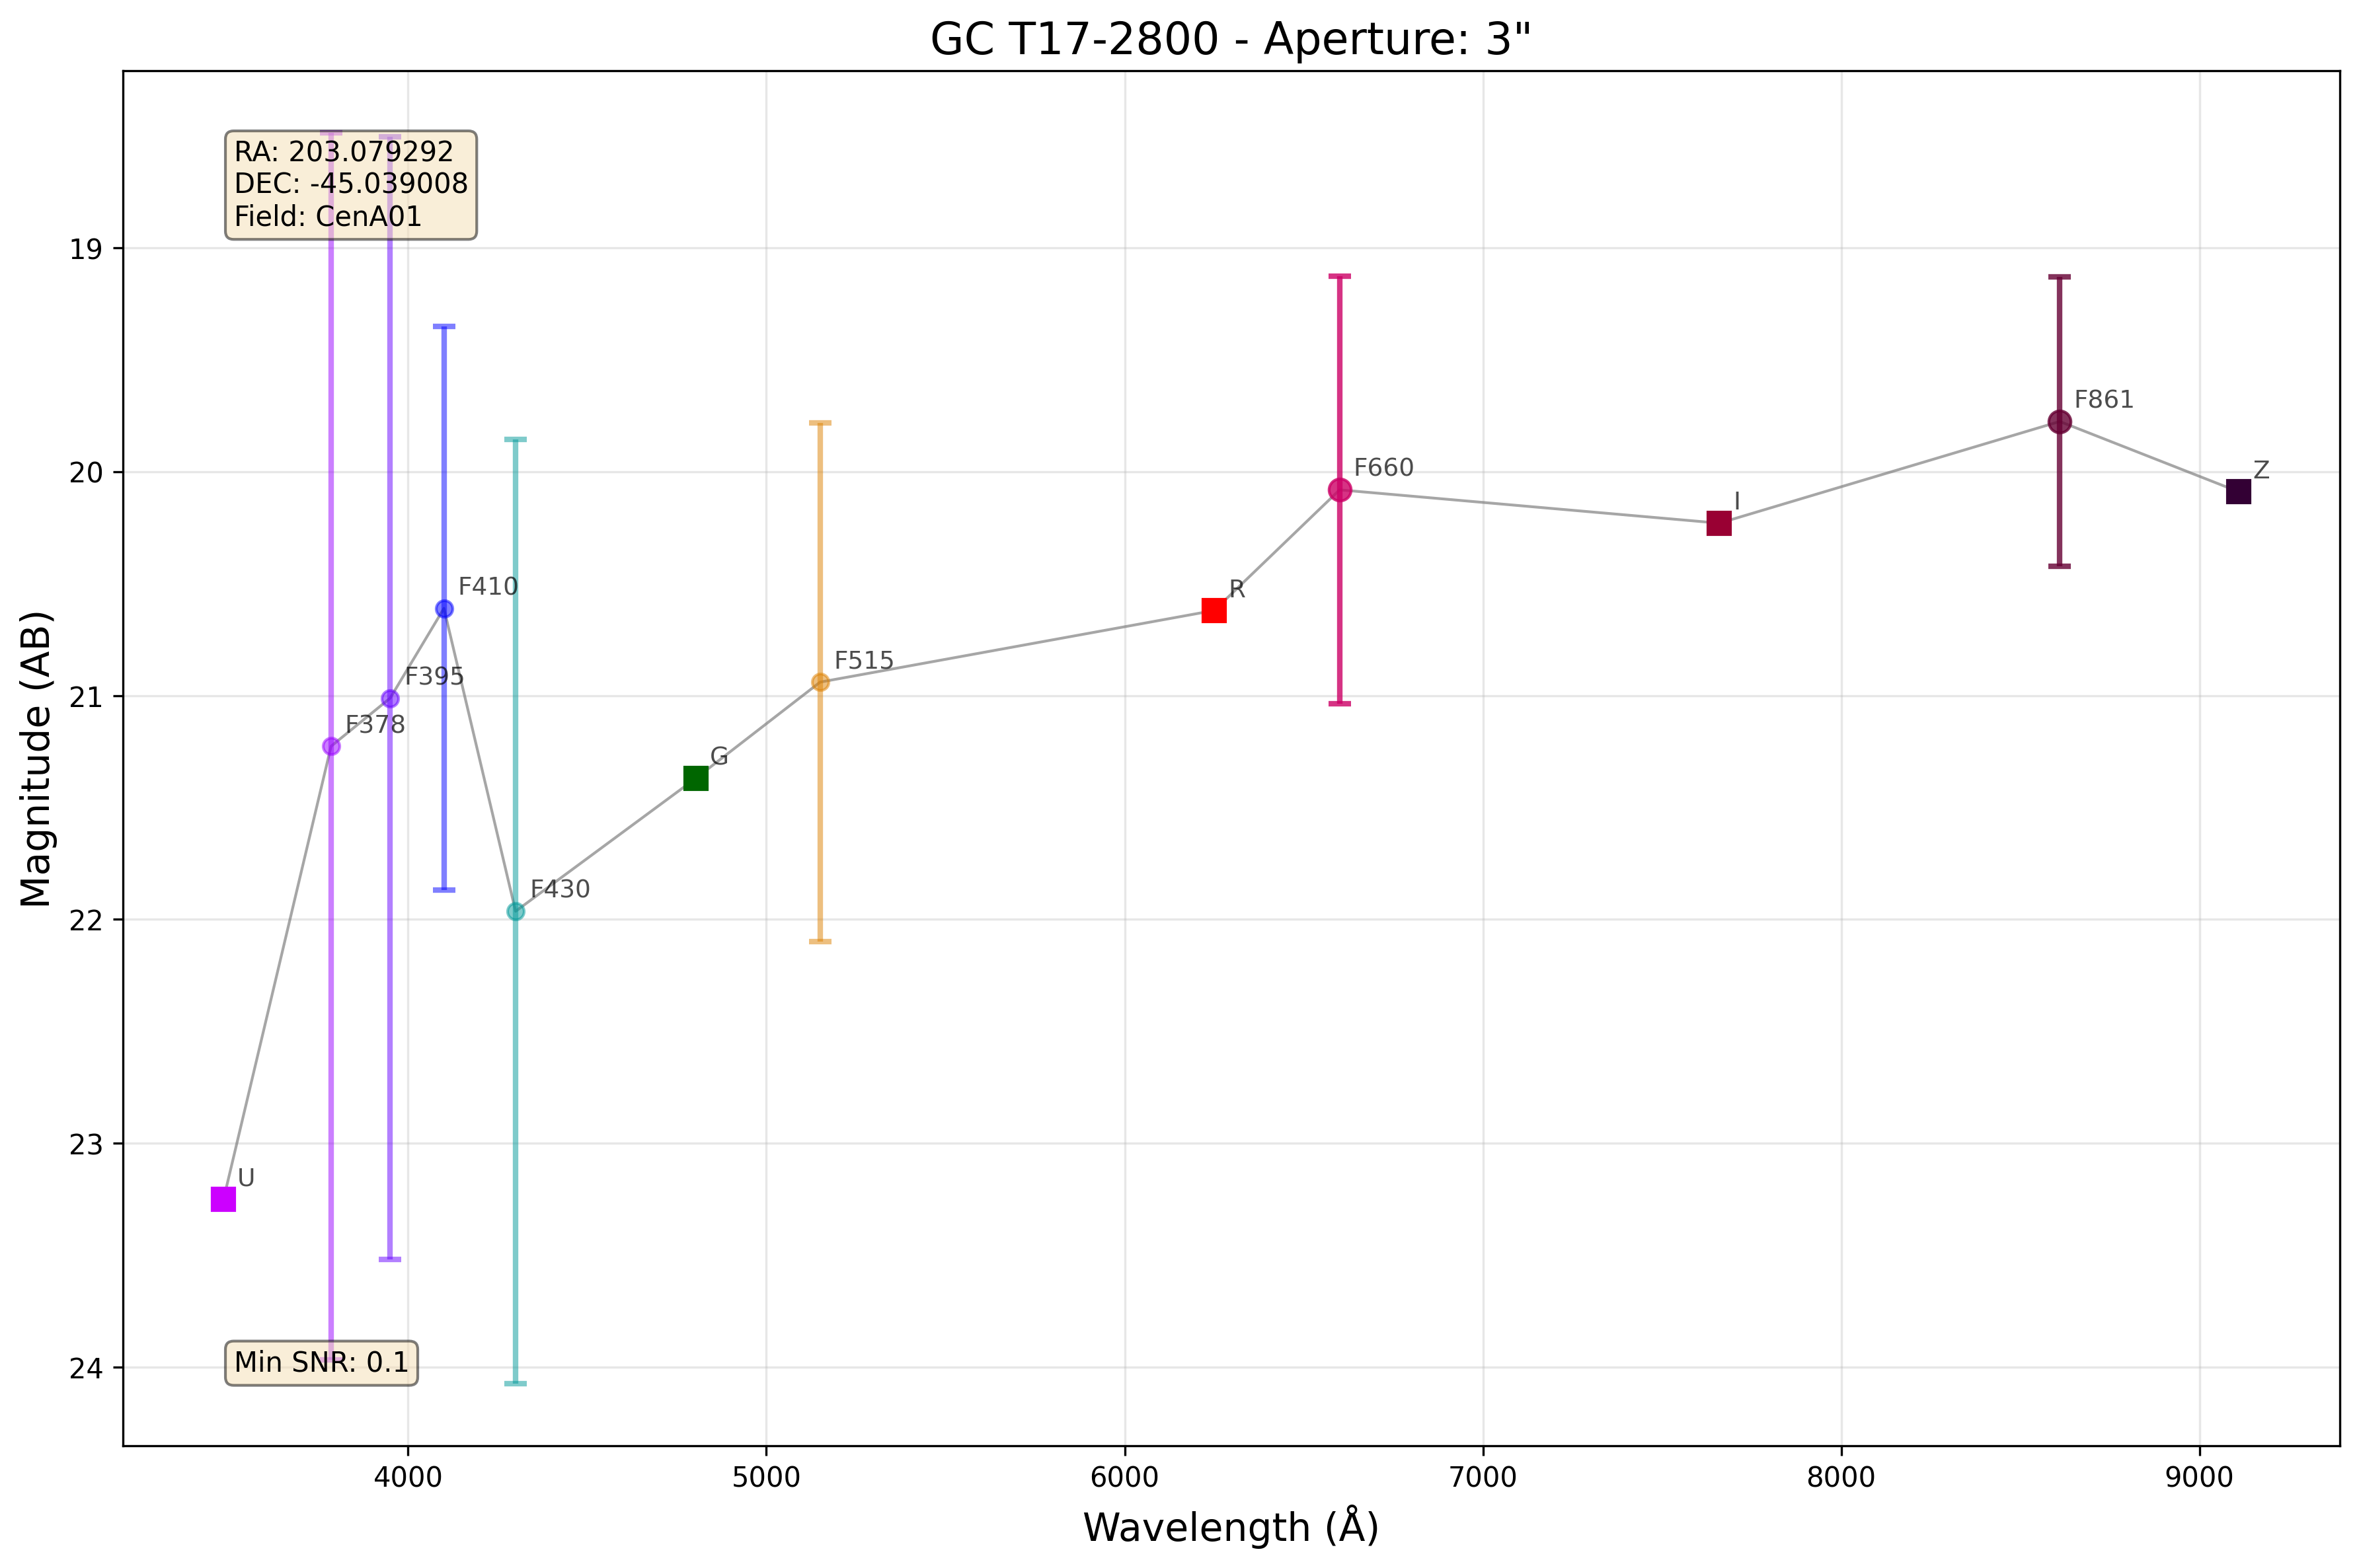 GC T17-2800 - Aperture: 3"
RA: 203.079292
DEC: -45.039008
Field: CenA01
19
20
21
22
23
24
Magnitude (AB)
U
F378
F395
F410
F430
G
F515
R
F660
I
F861
Z
Min SNR: 0.1
4000
5000
6000
7000
8000
9000
Wavelength (Å)